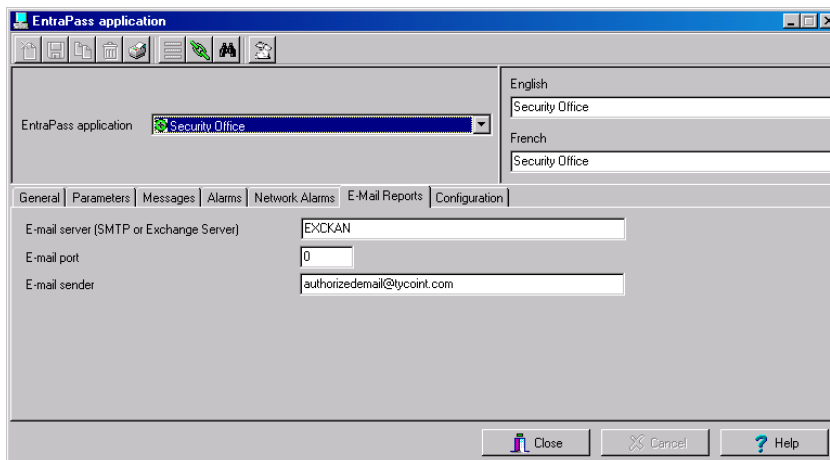 EntraPass application
English
Security Office
EntraPass application
Security Office
French
Security Office
General
Parameters
Messages
Alarms
Network Alarms
E-Mail Reports
Configuration
E-mail server (SMTP or Exchange Server)
EXCKAN
E-mail port
0
E-mail sender
authorizedemail@tycoint.com
Close
Cancel
? Help